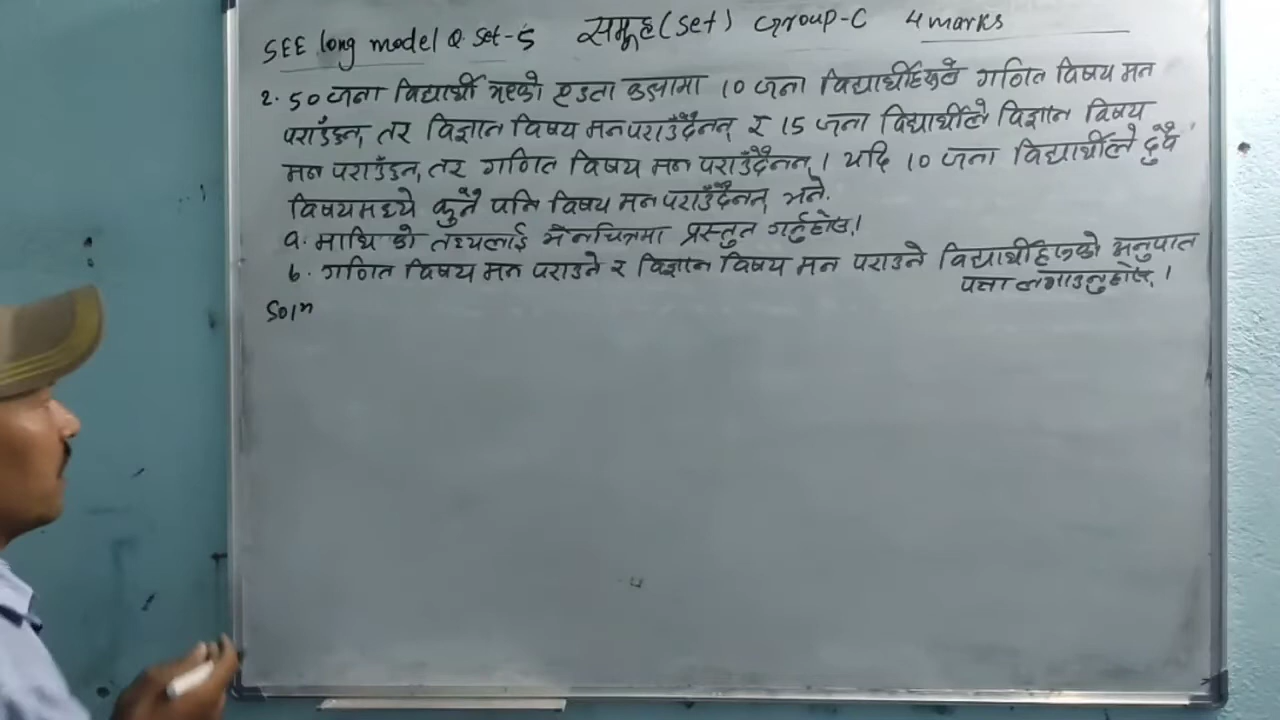 SEE long model Q. Set-5 समूह (Set) Group-C 4 marks
2. 50 जना विद्यार्थी भएको एउटा कक्षामा 10 जना विद्यार्थीहरूले गणित विषय मन
पराउँछन्, तर विज्ञान विषय मन पराउँदैनन् र 15 जना विद्यार्थीले विज्ञान विषय
मन पराउँछन्, तर गणित विषय मन पराउँदैनन् । यदि 10 जना विद्यार्थीले दुवै
विषयमध्ये कुनै पनि विषय मन पराउँदैनन् भने.
a. माथि को तथ्यलाई भेनचित्रमा प्रस्तुत गर्नुहोस् ।
b. गणित विषय मन पराउने र विज्ञान विषय मन पराउने विद्यार्थीहरूको अनुपात
पत्ता लगाउनुहोस् ।
Soln